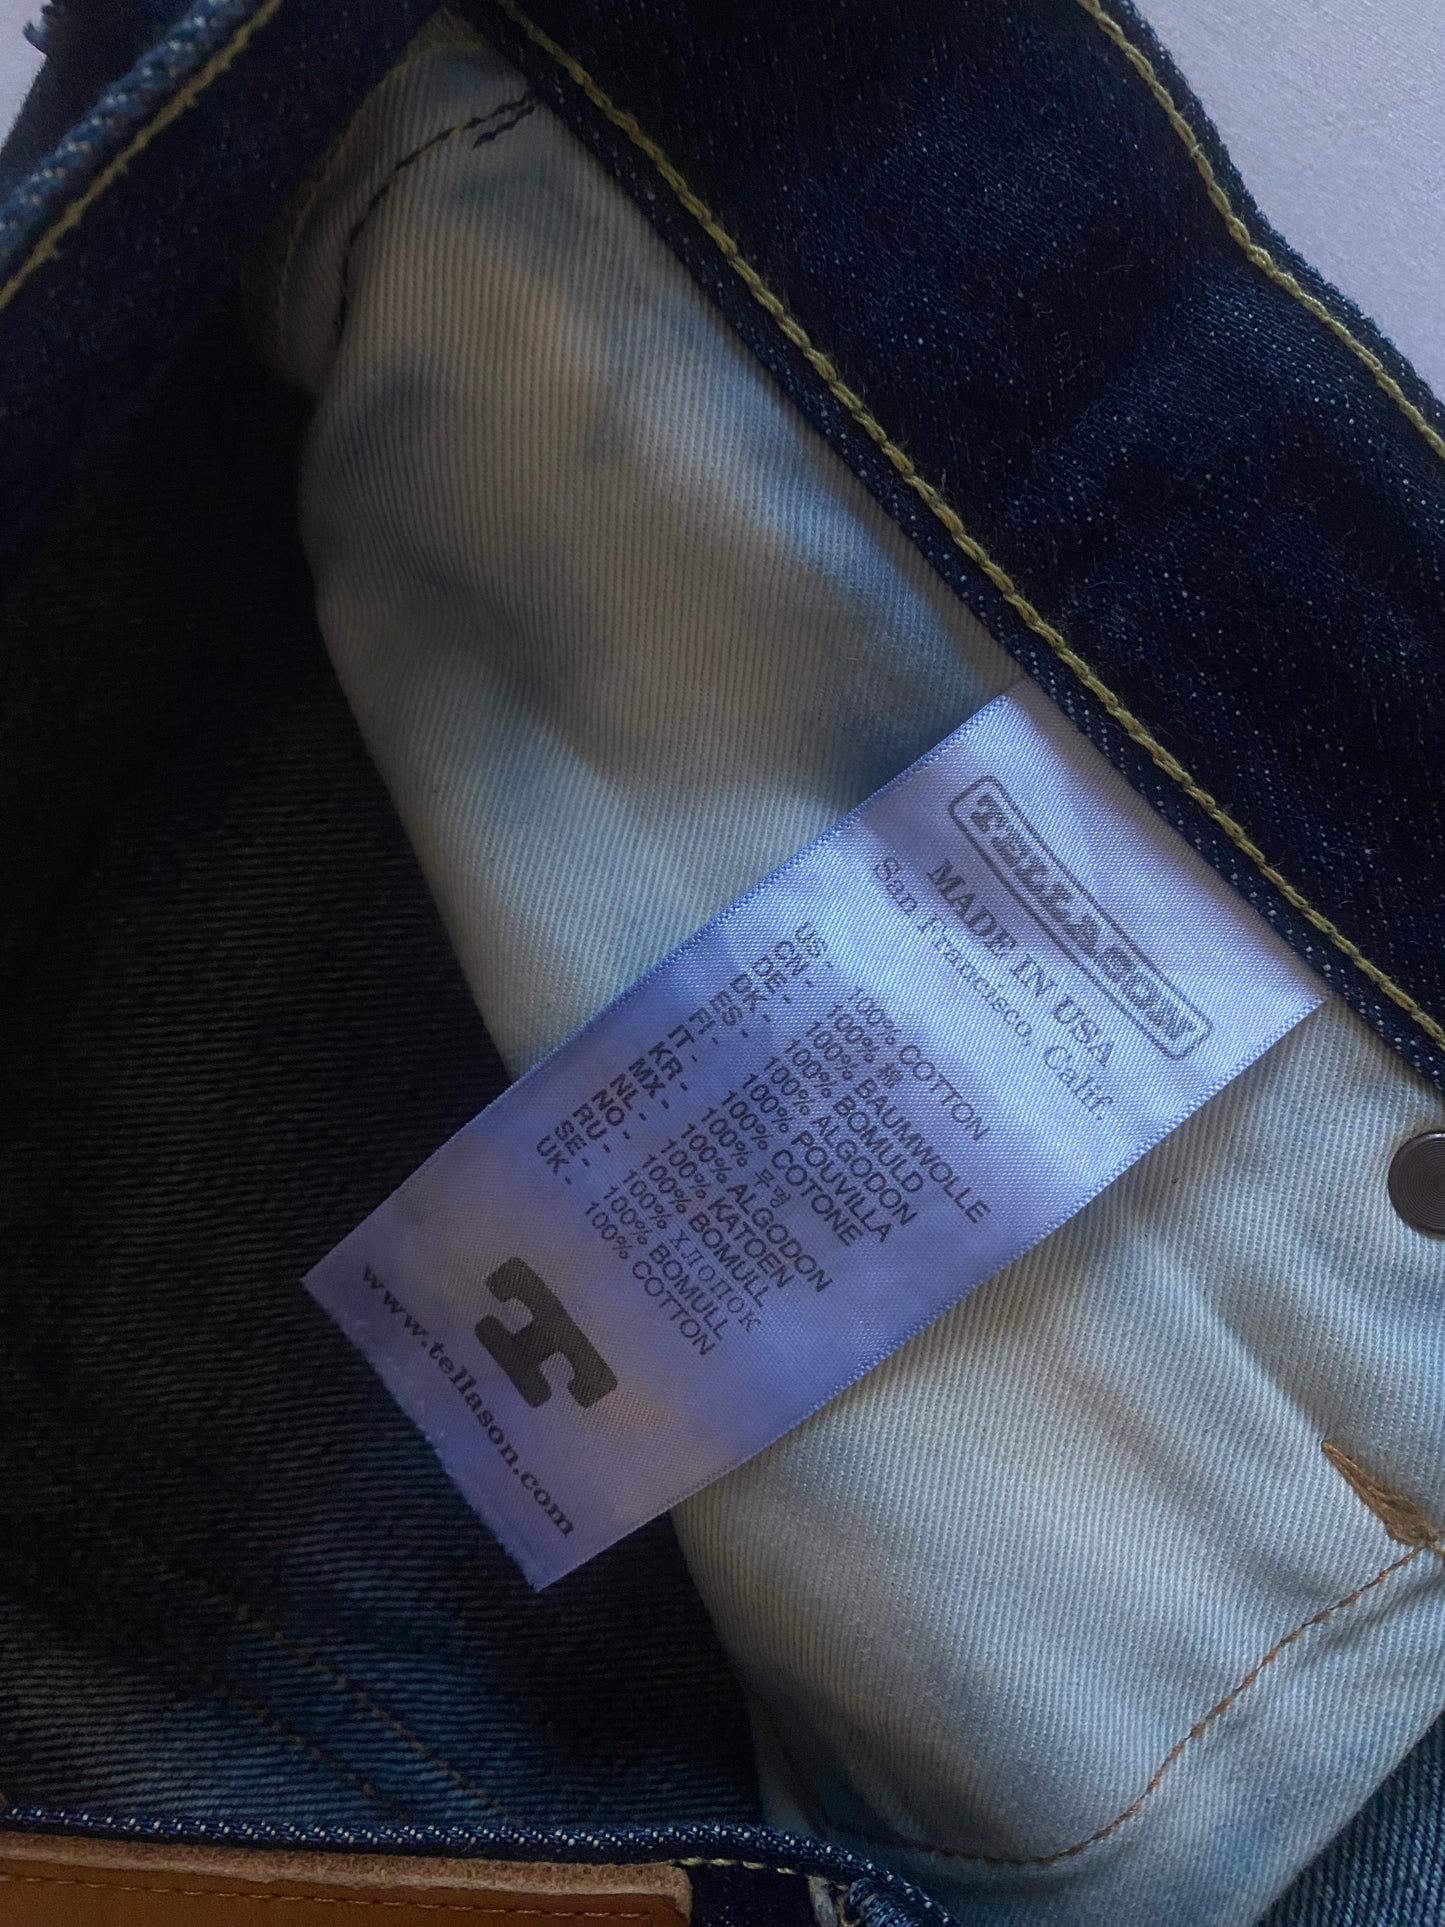 TELLASON
MADE IN USA
San Francisco, Calif.
US - 100% COTTON
CN - 100% 棉
DE - 100% BAUMWOLLE
DK - 100% BOMULD
ES - 100% ALGODON
FI - 100% POUVILLA
IT - 100% COTONE
KR - 100% 무명
MX - 100% ALGODON
NL - 100% KATOEN
NO - 100% BOMULL
RU - 100% ХЛОПОК
SE - 100% BOMULL
UK - 100% COTTON
T
www.tellason.com